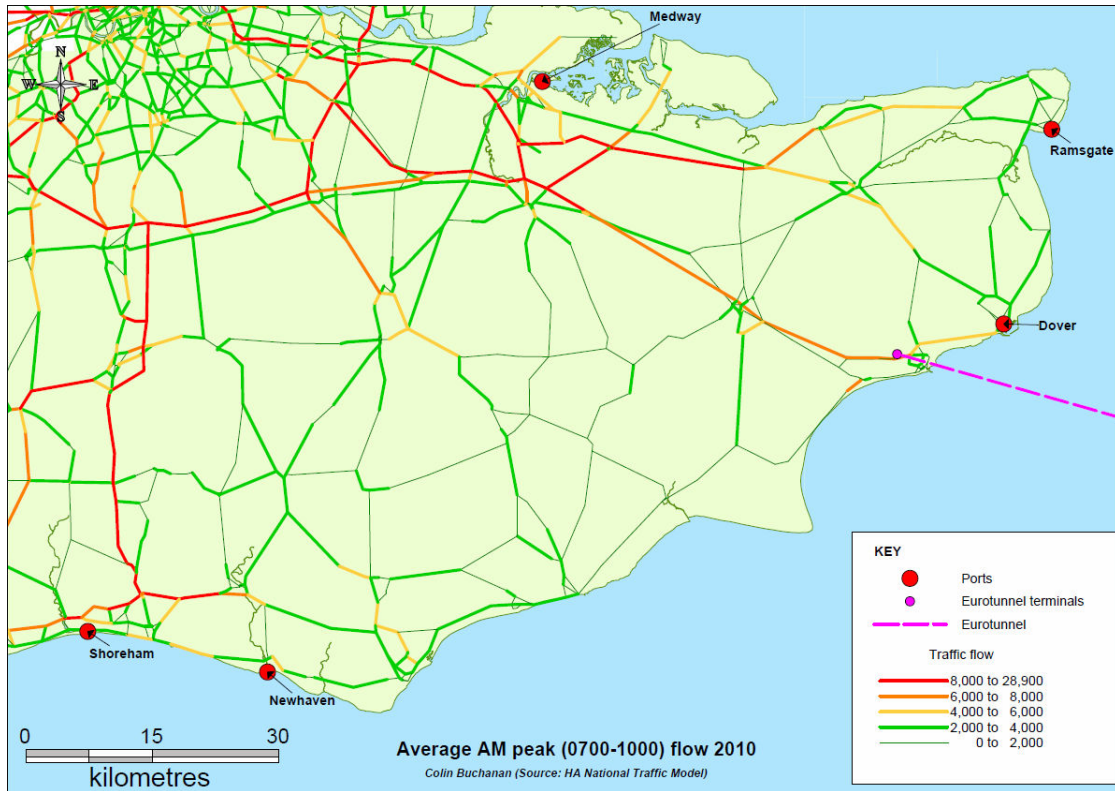 Medway
N
W E
S
Ramsgate
Dover
Shoreham
Newhaven
KEY
Ports
Eurotunnel terminals
Eurotunnel
Traffic flow
8,000 to 28,900
6,000 to 8,000
4,000 to 6,000
2,000 to 4,000
0 to 2,000
0 15 30
kilometres
Average AM peak (0700-1000) flow 2010
Colin Buchanan (Source: HA National Traffic Model)